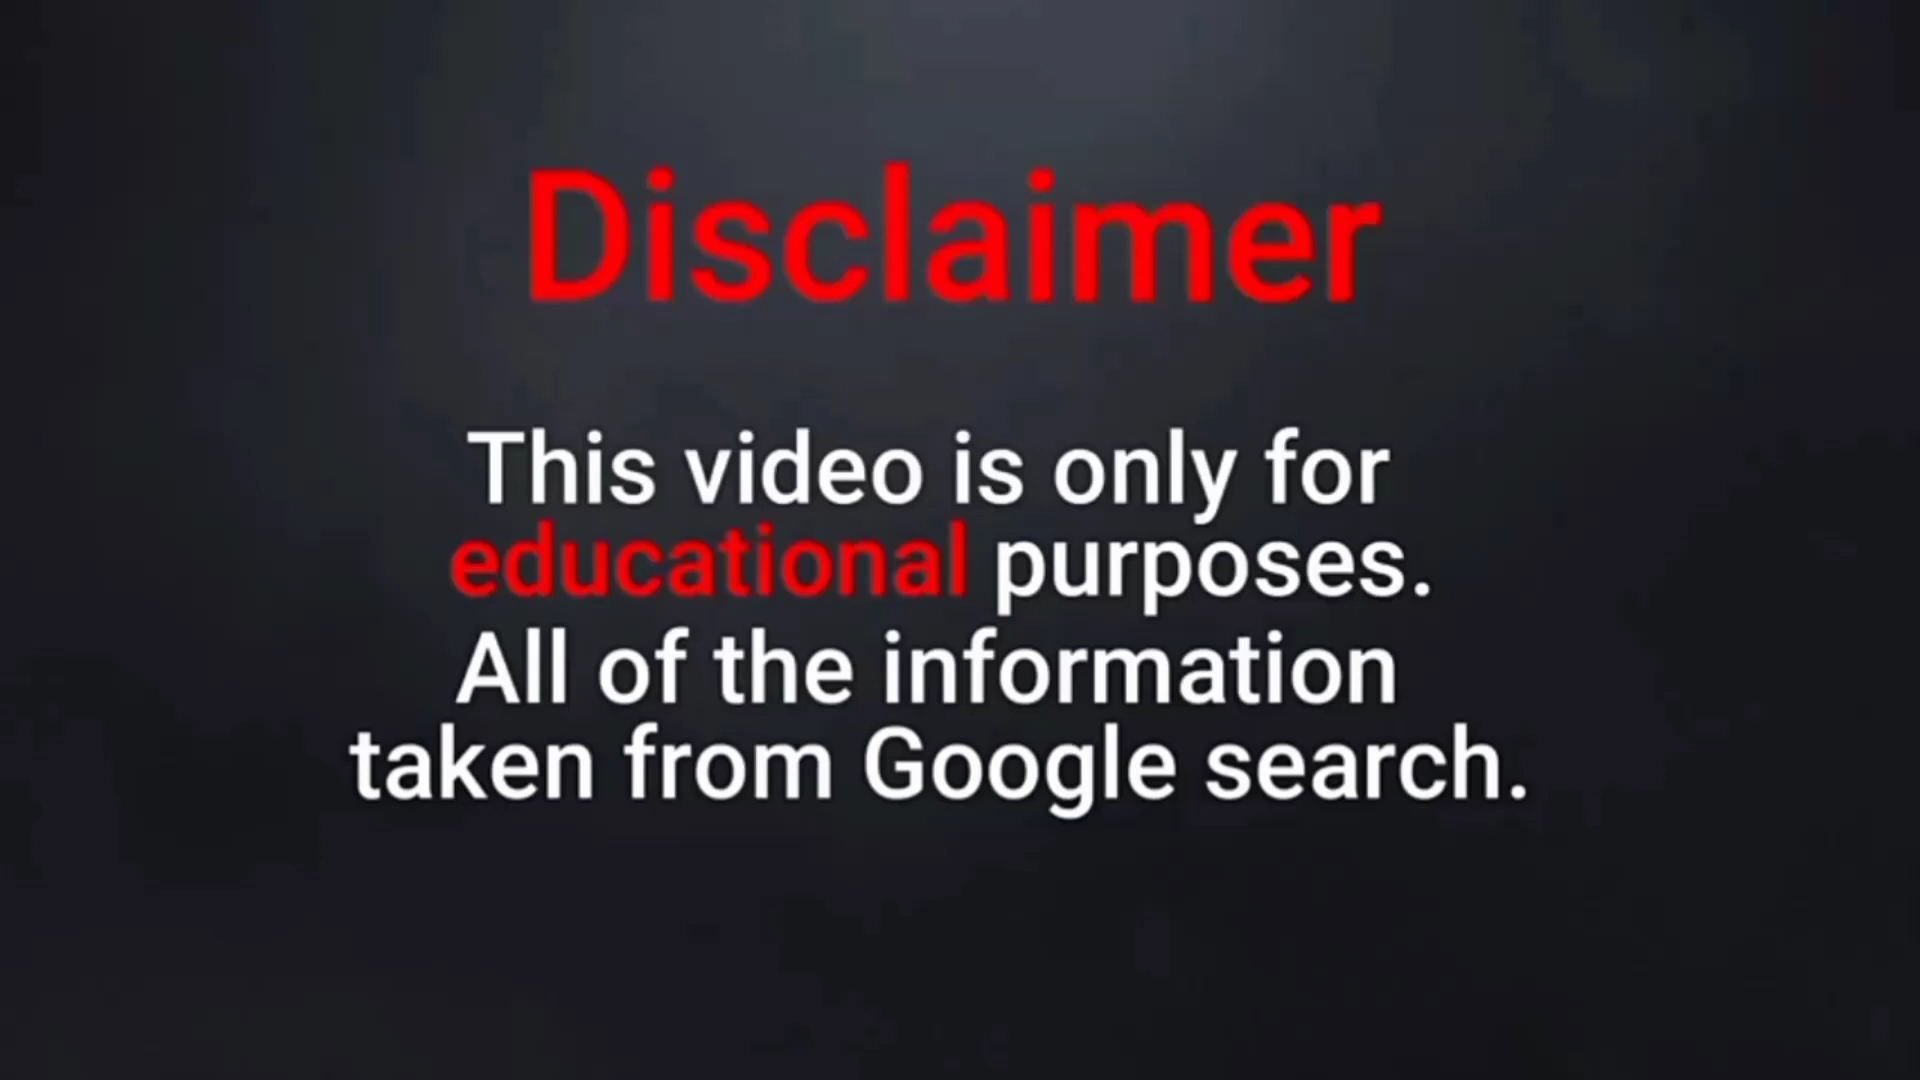 Disclaimer
This video is only for
educational purposes.
All of the information
taken from Google search.